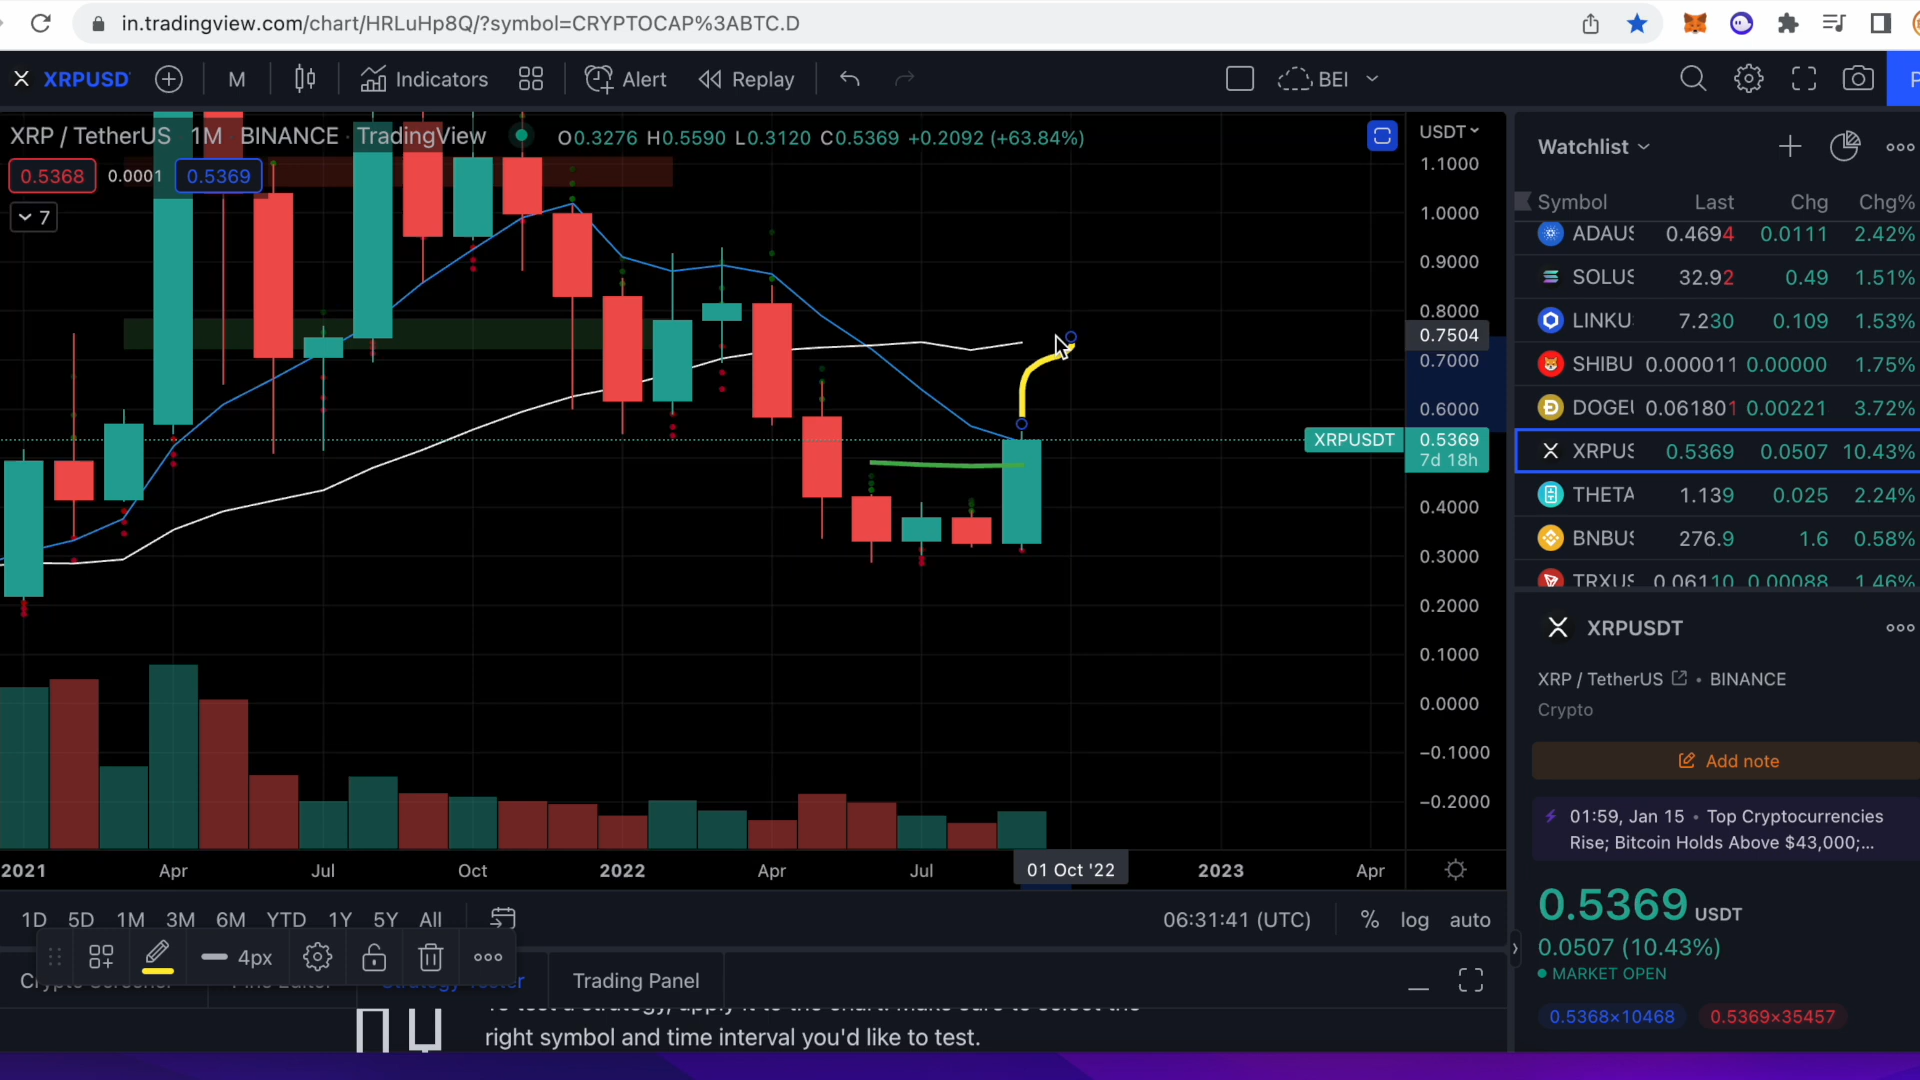 in.tradingview.com/chart/HRLuHp8Q/?symbol=CRYPTOCAP%3ABTC.D
XRPUSD
M
Indicators
Alert
Replay
BEI
XRP / TetherUS 1M BINANCE TradingView
O0.3276 H0.5590 L0.3120 C0.5369 +0.2092 (+63.84%)
0.5368
0.0001
0.5369
7
USDT
1.1000
1.0000
0.9000
0.8000
0.7504
0.7000
0.6000
XRPUSDT
0.5369
7d 18h
0.4000
0.3000
0.2000
0.1000
0.0000
−0.1000
−0.2000
2021
Apr
Jul
Oct
2022
Apr
Jul
01 Oct '22
2023
Apr
1D 5D 1M 3M 6M YTD 1Y 5Y All
06:31:41 (UTC)
% log auto
4px
Trading Panel
right symbol and time interval you'd like to test.
Watchlist
Symbol Last Chg Chg%
ADAUS 0.4694 0.0111 2.42%
SOLUS 32.92 0.49 1.51%
LINKU 7.230 0.109 1.53%
SHIBU 0.000011 0.00000 1.75%
DOGEU 0.061801 0.00221 3.72%
XRPUS 0.5369 0.0507 10.43%
THETA 1.139 0.025 2.24%
BNBUS 276.9 1.6 0.58%
TRXUS 0.06110 0.00088 1.46%
XRPUSDT
XRP / TetherUS • BINANCE
Crypto
Add note
01:59, Jan 15 • Top Cryptocurrencies
Rise; Bitcoin Holds Above $43,000;...
0.5369 USDT
0.0507 (10.43%)
MARKET OPEN
0.5368×10468
0.5369×35457